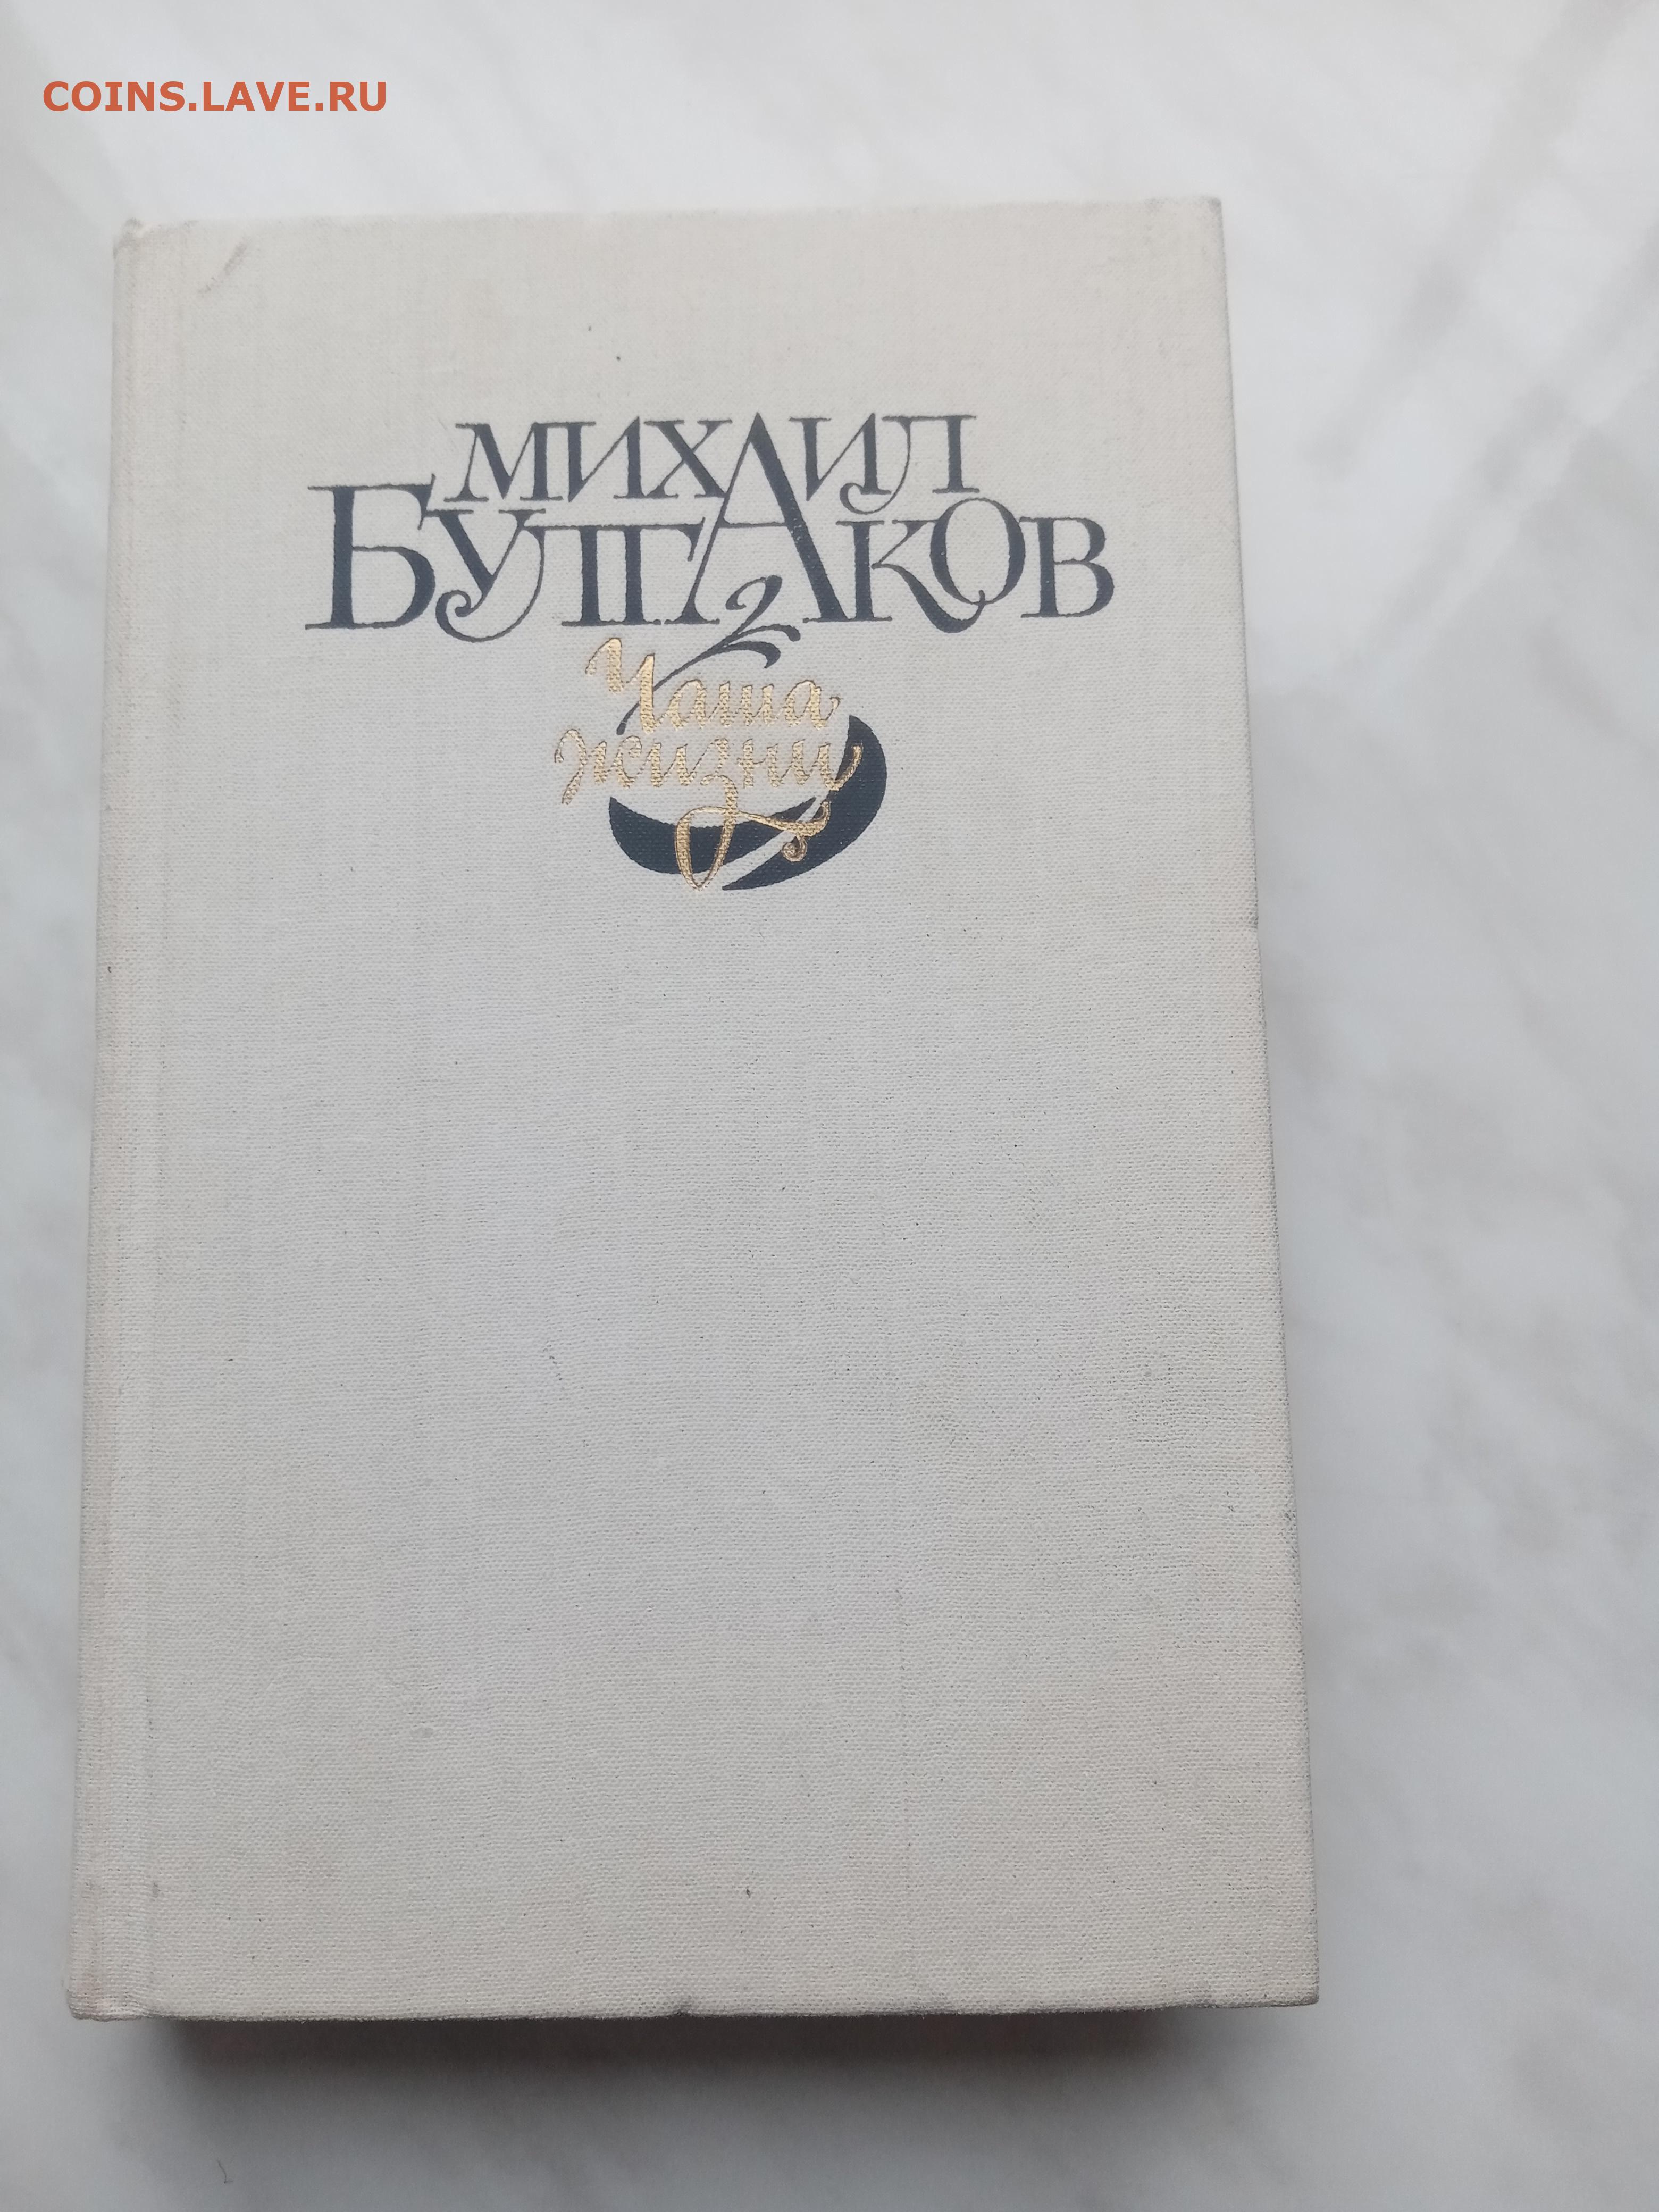 COINS.LAVE.RU
МИХАИЛ
БУЛГАКОВ
Чаша
жизни